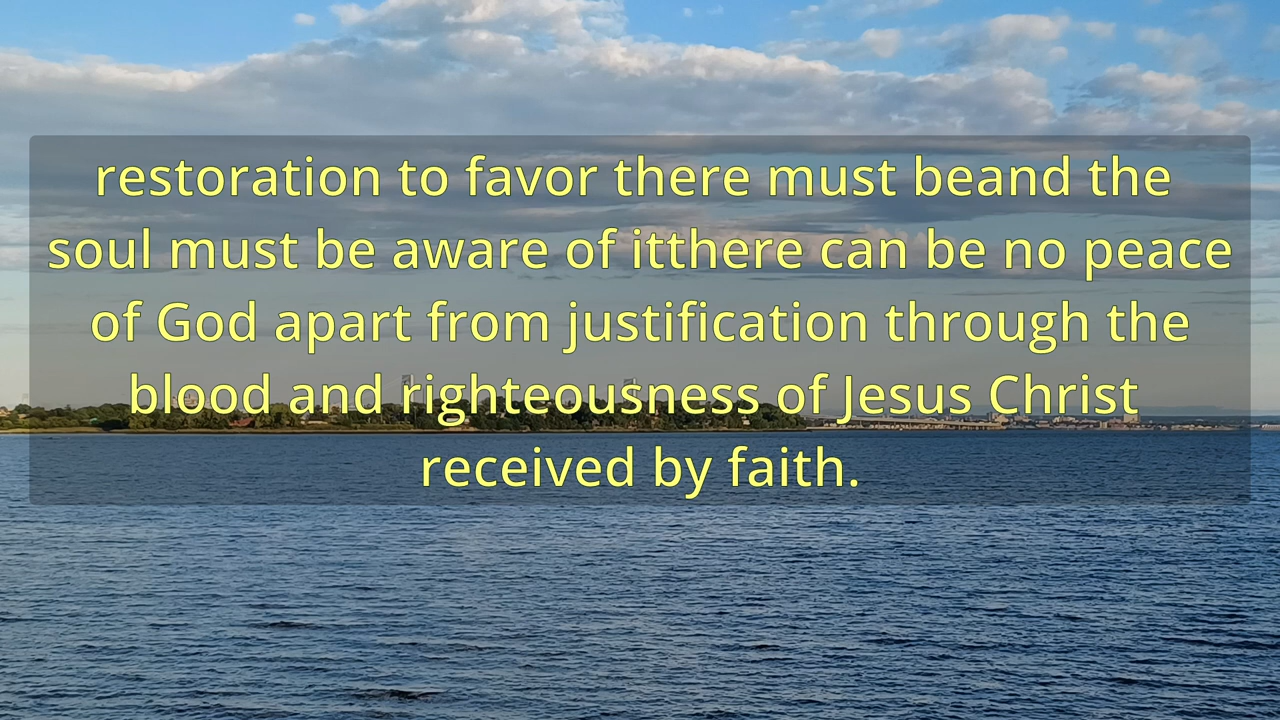 restoration to favor there must beand the
soul must be aware of itthere can be no peace
of God apart from justification through the
blood and righteousness of Jesus Christ
received by faith.